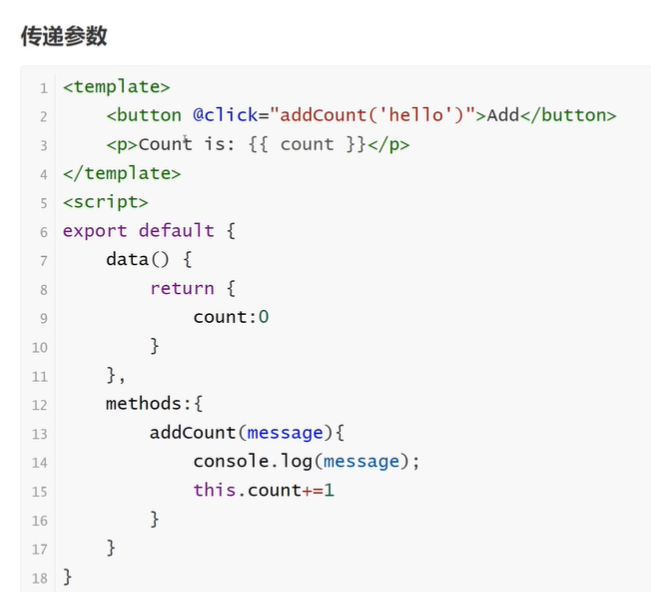 传递参数
1 <template>
2     <button @click="addCount('hello')">Add</button>
3     <p>Count is: {{ count }}</p>
4 </template>
5 <script>
6 export default {
7     data() {
8         return {
9             count:0
10         }
11     },
12     methods:{
13         addCount(message){
14             console.log(message);
15             this.count+=1
16         }
17     }
18 }